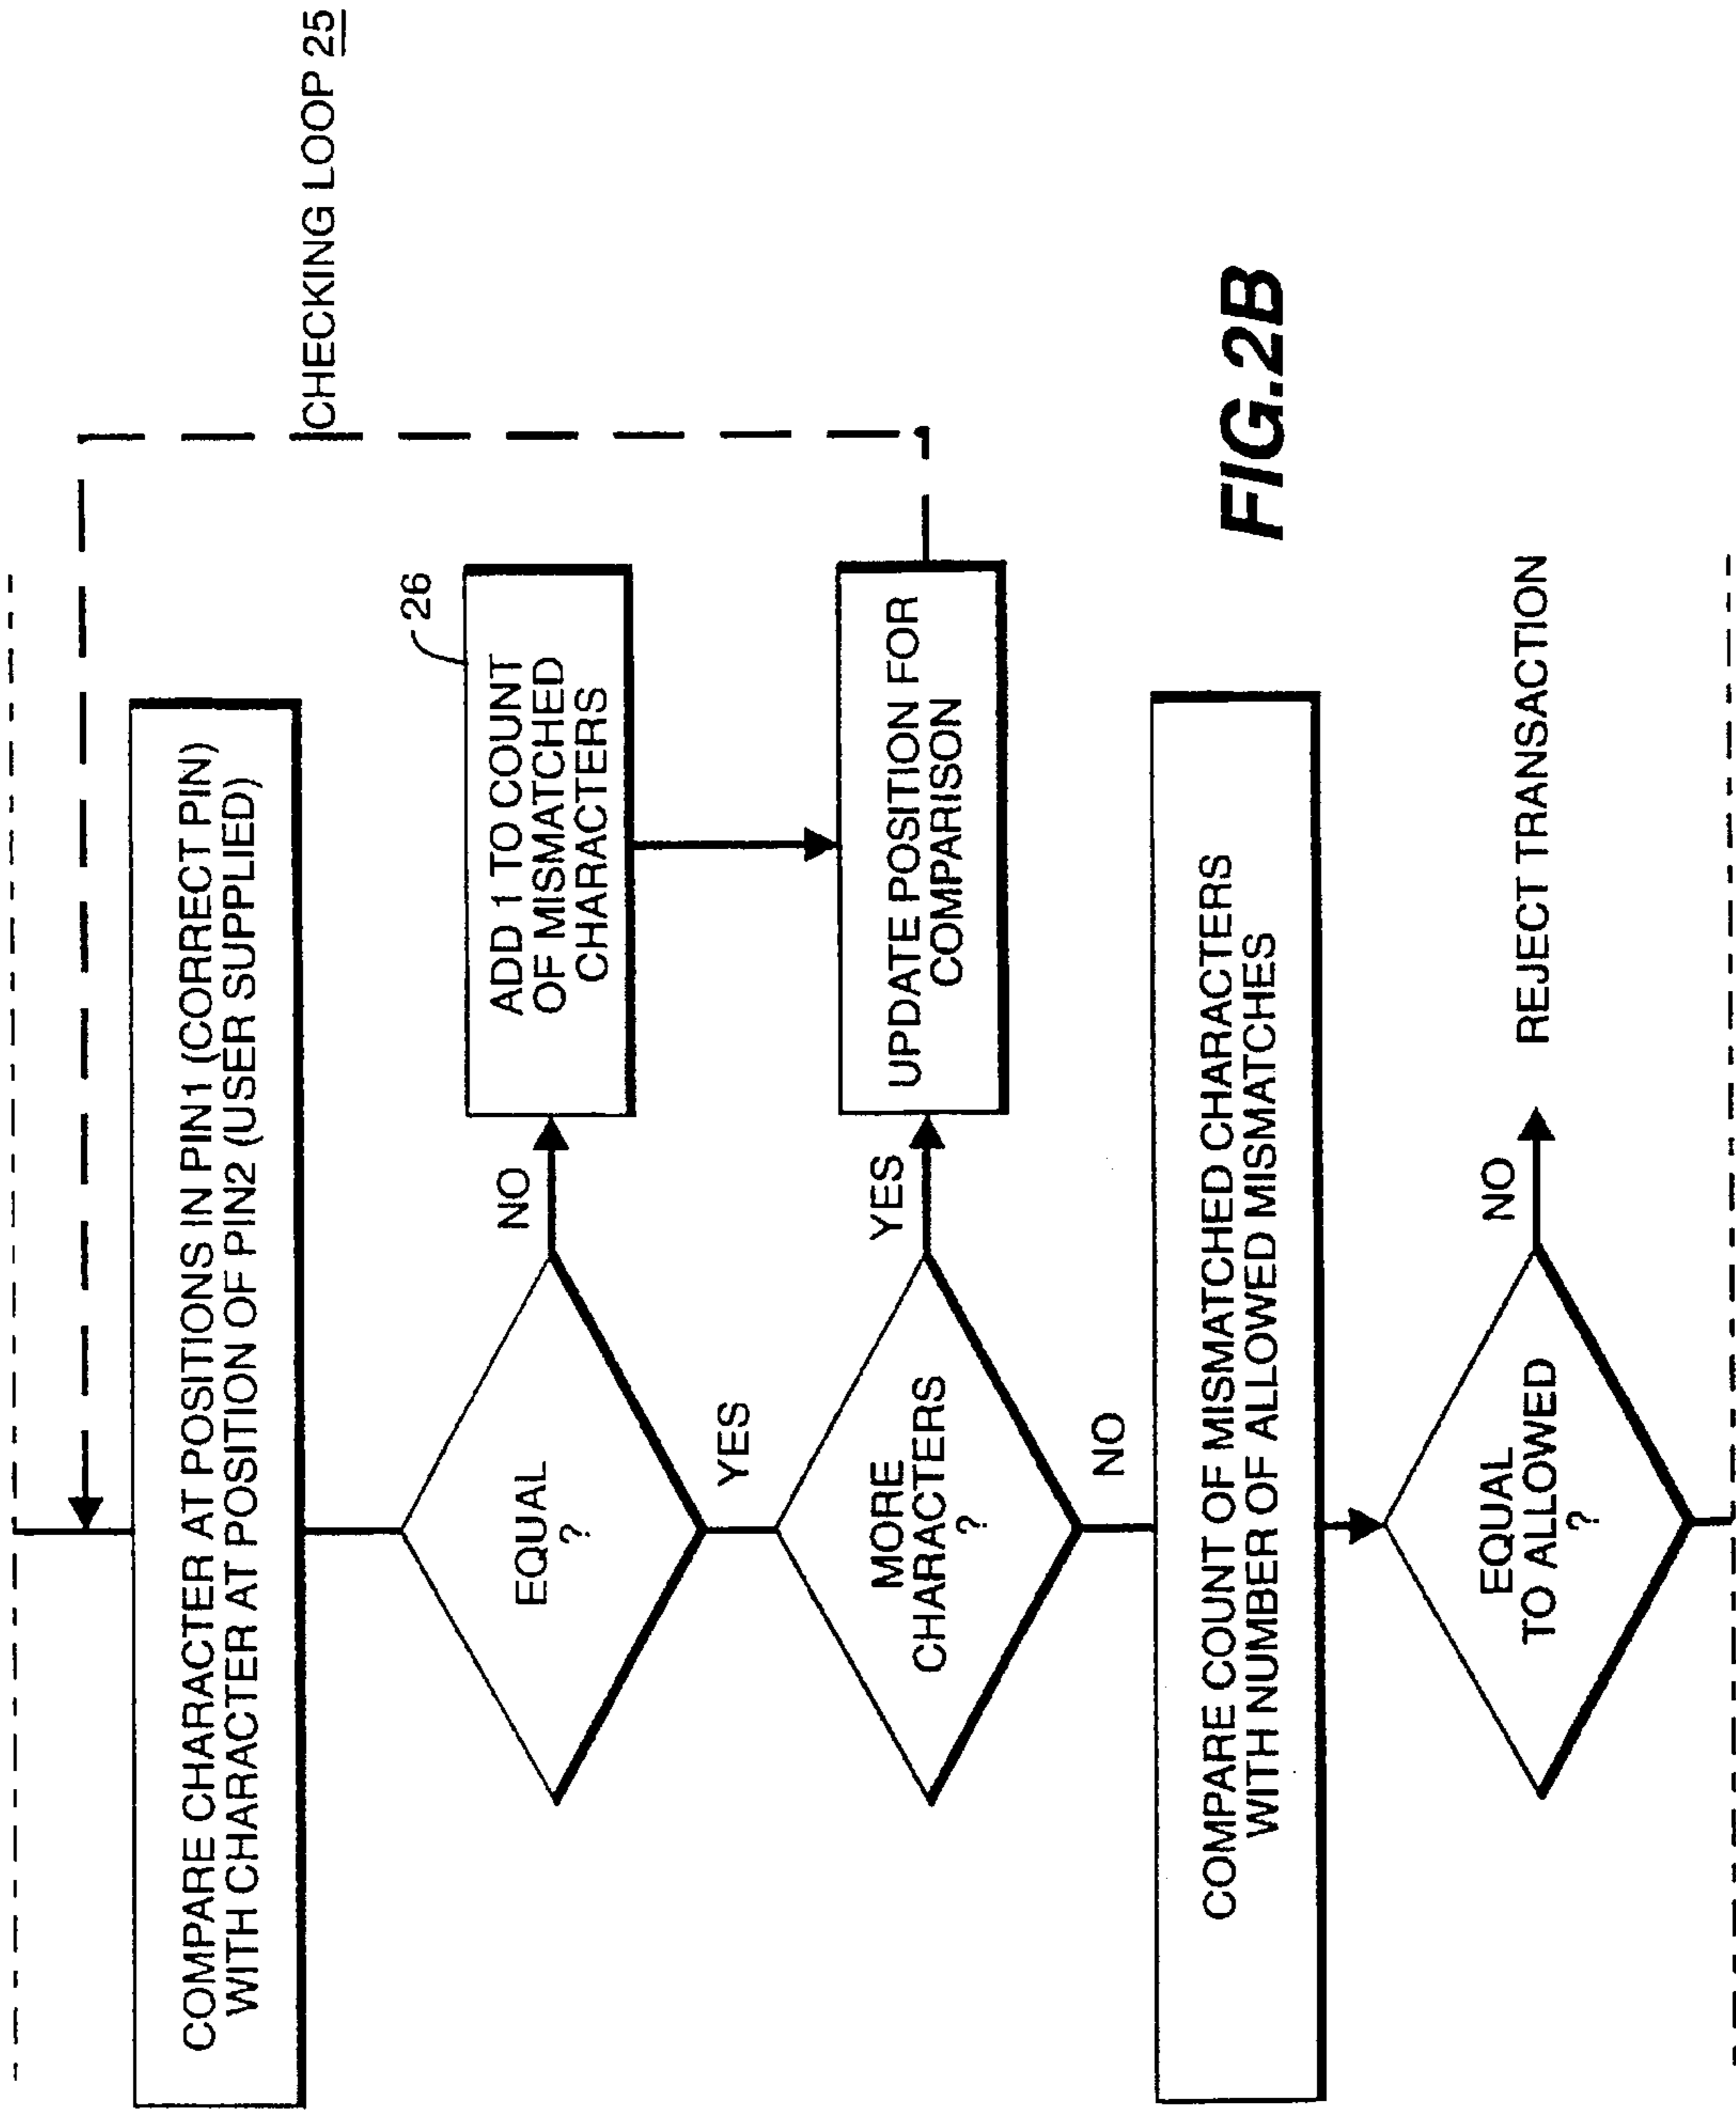 CHECKING LOOP 25
COMPARE CHARACTER AT POSITIONS IN PIN1 (CORRECT PIN)
WITH CHARACTER AT POSITION OF PIN2 (USER SUPPLIED)
EQUAL
?
NO
26
ADD 1 TO COUNT
OF MISMATCHED
CHARACTERS
YES
MORE
CHARACTERS
?
YES
UPDATE POSITION FOR
COMPARISON
NO
COMPARE COUNT OF MISMATCHED CHARACTERS
WITH NUMBER OF ALLOWED MISMATCHES
EQUAL
TO ALLOWED
?
NO
REJECT TRANSACTION
FIG.2B